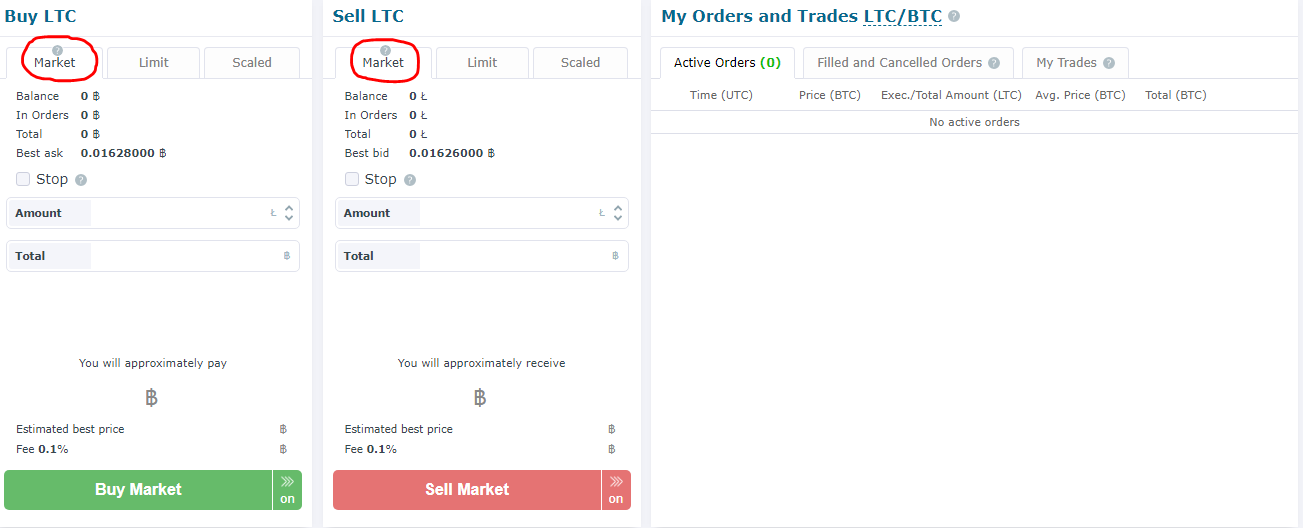 Buy LTC
Market Limit Scaled
Balance 0 ฿
In Orders 0 ฿
Total 0 ฿
Best ask 0.01628000 ฿
Stop
Amount Ł
Total ฿
You will approximately pay
฿
Estimated best price ฿
Fee 0.1% ฿
Buy Market on
Sell LTC
Market Limit Scaled
Balance 0 Ł
In Orders 0 Ł
Total 0 Ł
Best bid 0.01626000 ฿
Stop
Amount Ł
Total ฿
You will approximately receive
฿
Estimated best price ฿
Fee 0.1% ฿
Sell Market on
My Orders and Trades LTC/BTC
Active Orders (0) Filled and Cancelled Orders My Trades
Time (UTC) Price (BTC) Exec./Total Amount (LTC) Avg. Price (BTC) Total (BTC)
No active orders